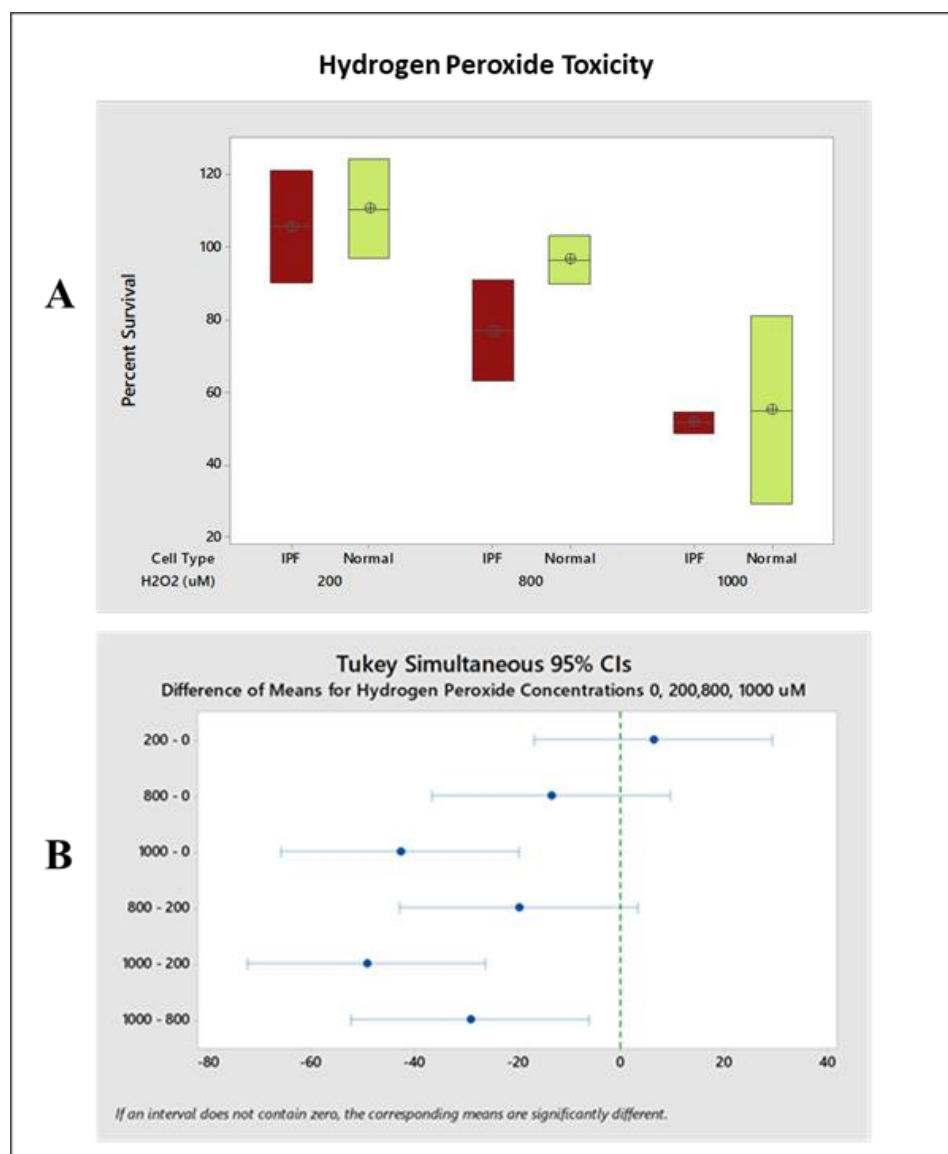 Hydrogen Peroxide Toxicity
A
Percent Survival
120
100
80
60
40
20
Cell Type IPF Normal IPF Normal IPF Normal
H2O2 (uM) 200 800 1000
B
Tukey Simultaneous 95% CIs
Difference of Means for Hydrogen Peroxide Concentrations 0, 200,800, 1000 uM
200 - 0
800 - 0
1000 - 0
800 - 200
1000 - 200
1000 - 800
-80 -60 -40 -20 0 20 40
If an interval does not contain zero, the corresponding means are significantly different.